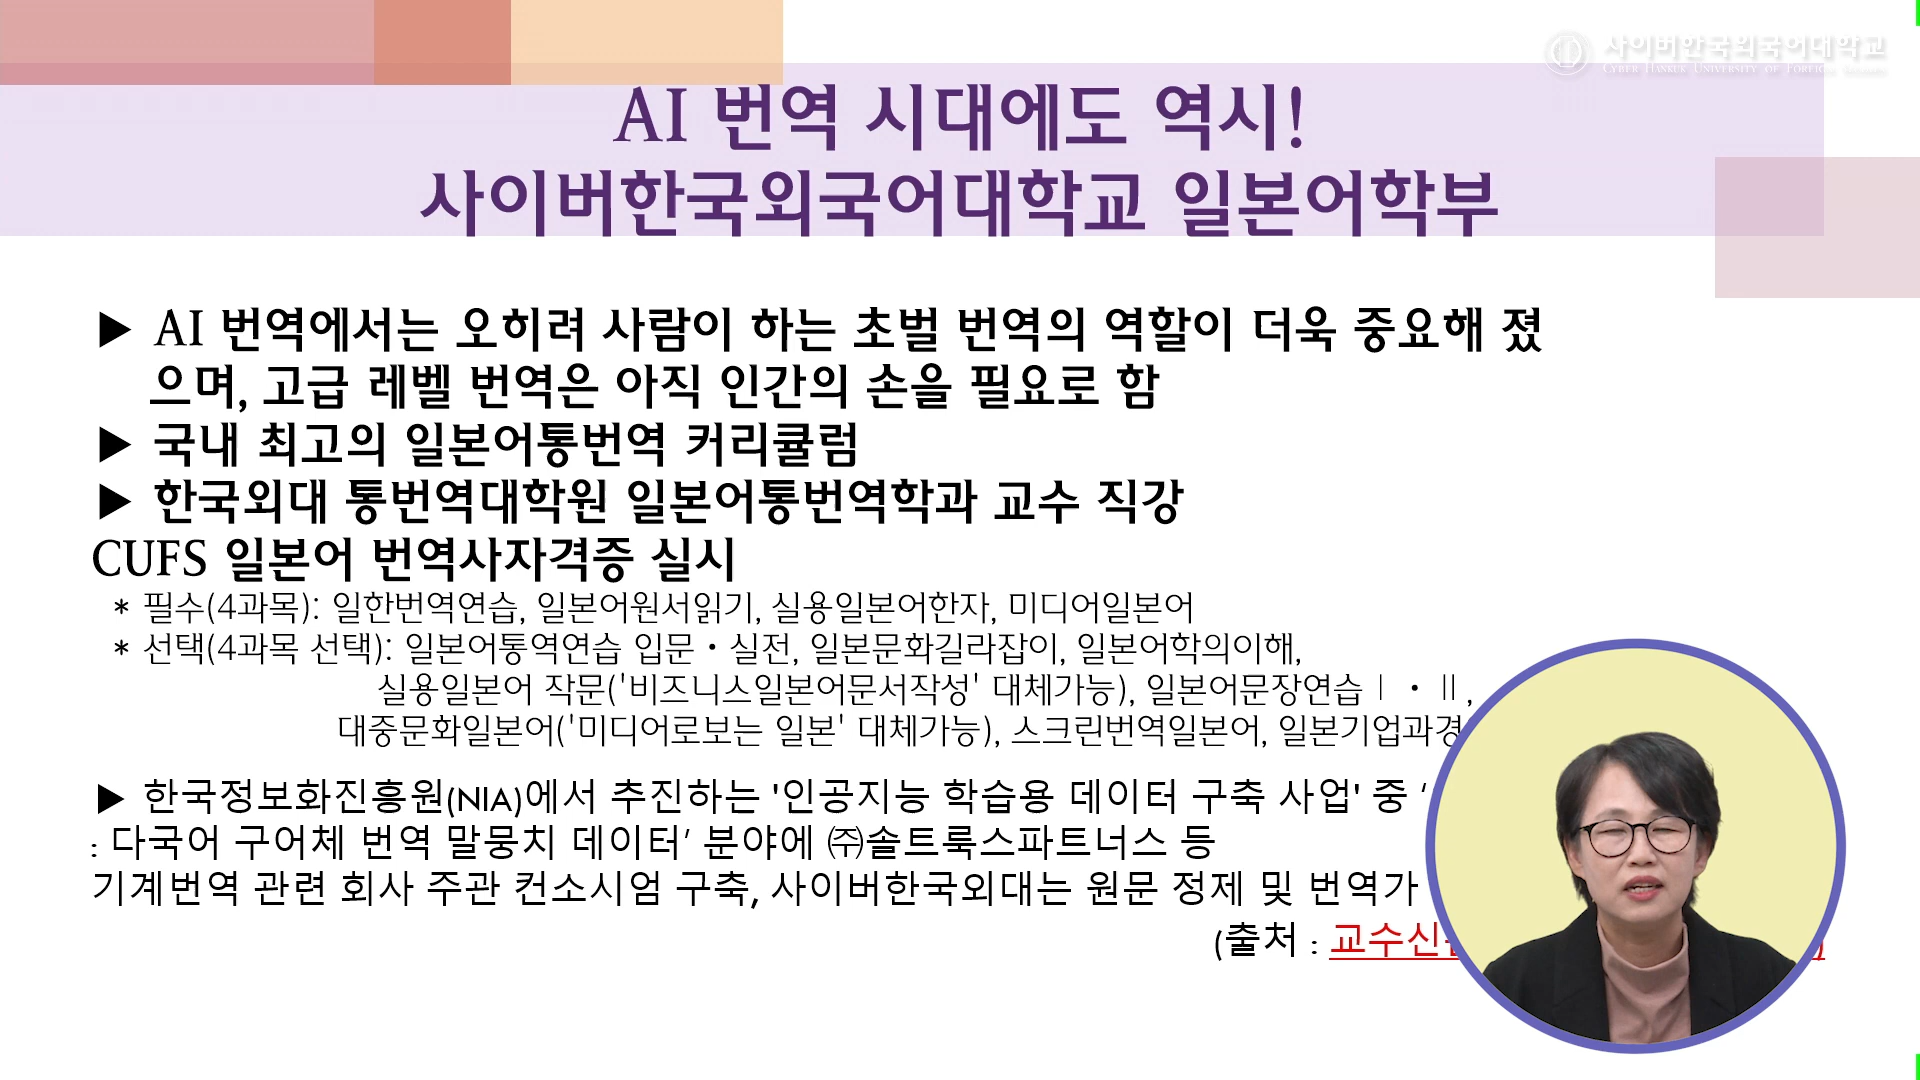 사이버한국외국어대학교
CYBER HANKUK UNIVERSITY OF FOREIGN STUDIES
AI 번역 시대에도 역시!
사이버한국외국어대학교 일본어학부
▶ AI 번역에서는 오히려 사람이 하는 초벌 번역의 역할이 더욱 중요해 졌
으며, 고급 레벨 번역은 아직 인간의 손을 필요로 함
▶ 국내 최고의 일본어통번역 커리큘럼
▶ 한국외대 통번역대학원 일본어통번역학과 교수 직강
CUFS 일본어 번역사자격증 실시
* 필수(4과목): 일한번역연습, 일본어원서읽기, 실용일본어한자, 미디어일본어
* 선택(4과목 선택): 일본어통역연습 입문・실전, 일본문화길라잡이, 일본어학의이해,
실용일본어 작문('비즈니스일본어문서작성' 대체가능), 일본어문장연습Ⅰ・Ⅱ,
대중문화일본어('미디어로보는 일본' 대체가능), 스크린번역일본어, 일본기업과경
▶ 한국정보화진흥원(NIA)에서 추진하는 '인공지능 학습용 데이터 구축 사업' 중 ‘
: 다국어 구어체 번역 말뭉치 데이터’ 분야에 ㈜솔트룩스파트너스 등
기계번역 관련 회사 주관 컨소시엄 구축, 사이버한국외대는 원문 정제 및 번역가
(출처 : 교수신